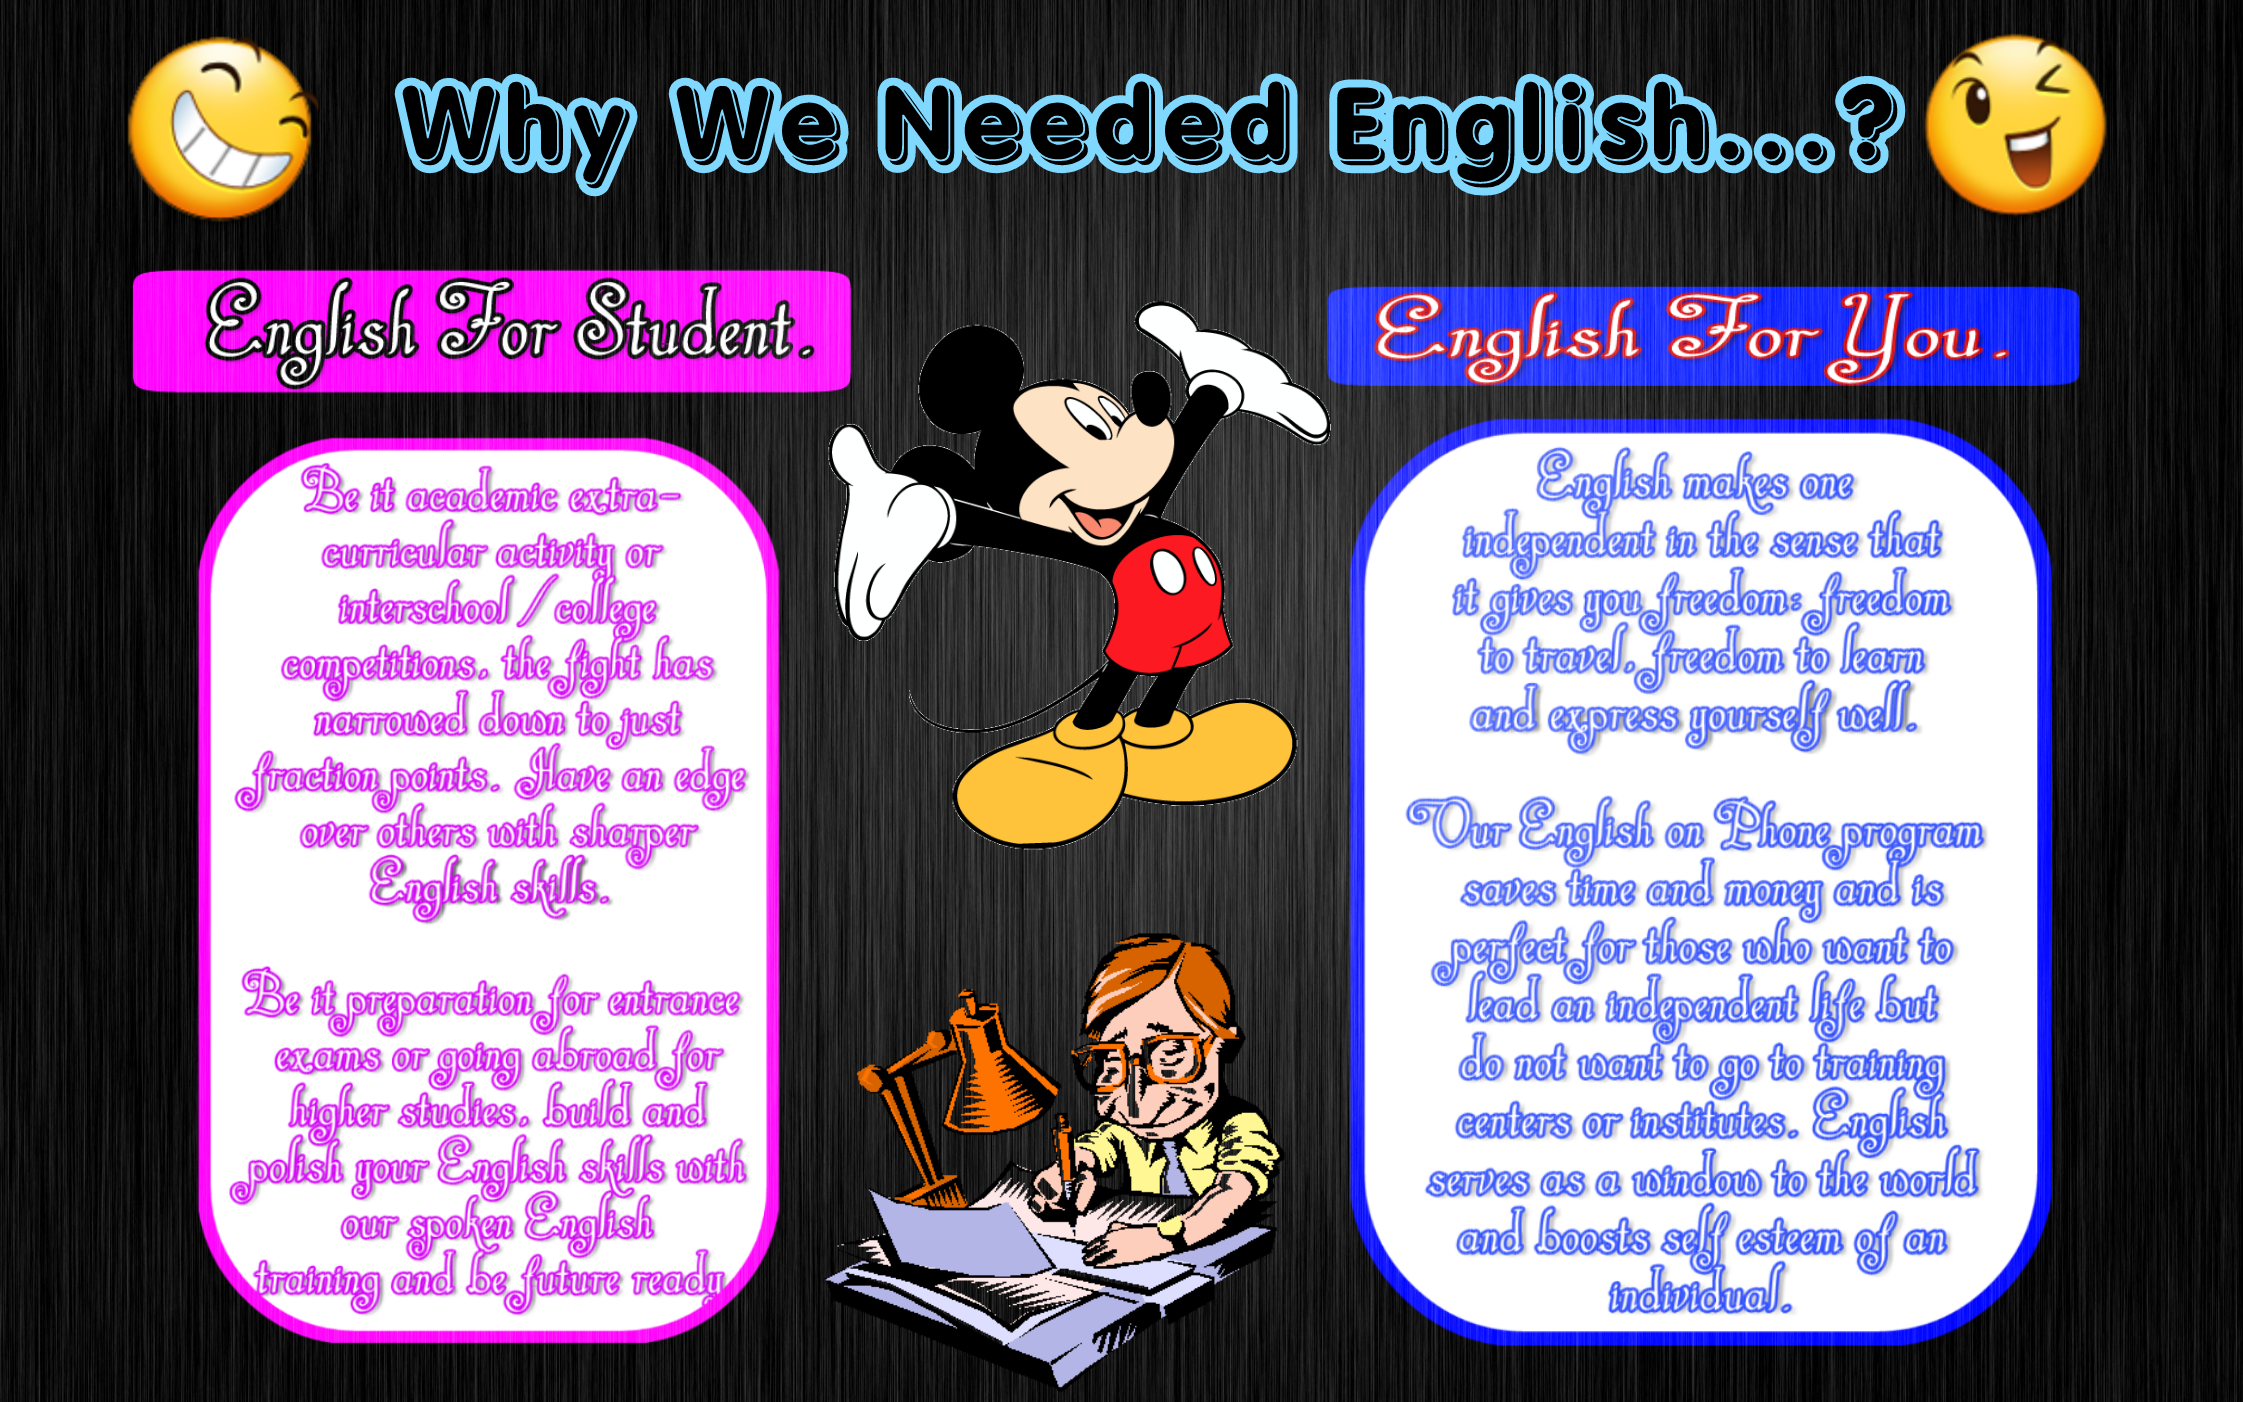 Why We Needed English...?
English For Student.
Be it academic extra-
curricular activity or
interschool / college
competitions, the fight has
narrowed down to just
fraction points. Have an edge
over others with sharper
English skills.
Be it preparation for entrance
exams or going abroad for
higher studies, build and
polish your English skills with
our spoken English
training and be future ready
English For You.
English makes one
independent in the sense that
it gives you freedom: freedom
to travel, freedom to learn
and express yourself well.
Our English on Phone program
saves time and money and is
perfect for those who want to
lead an independent life but
do not want to go to training
centers or institutes. English
serves as a window to the world
and boosts self esteem of an
individual.